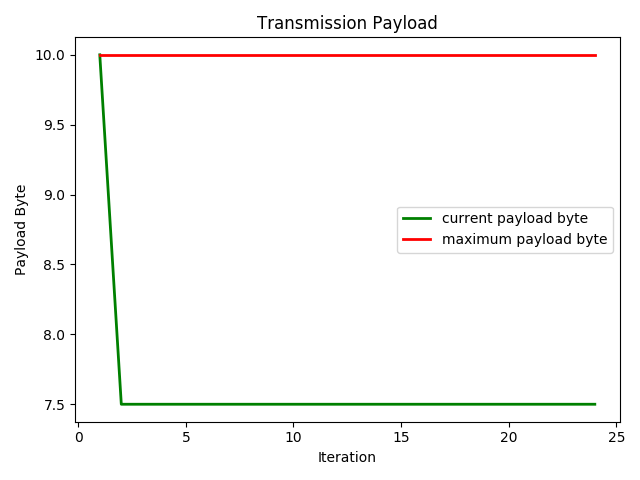 Transmission Payload
10.0
9.5
9.0
8.5
8.0
7.5
Payload Byte
current payload byte
maximum payload byte
0 5 10 15 20 25
Iteration